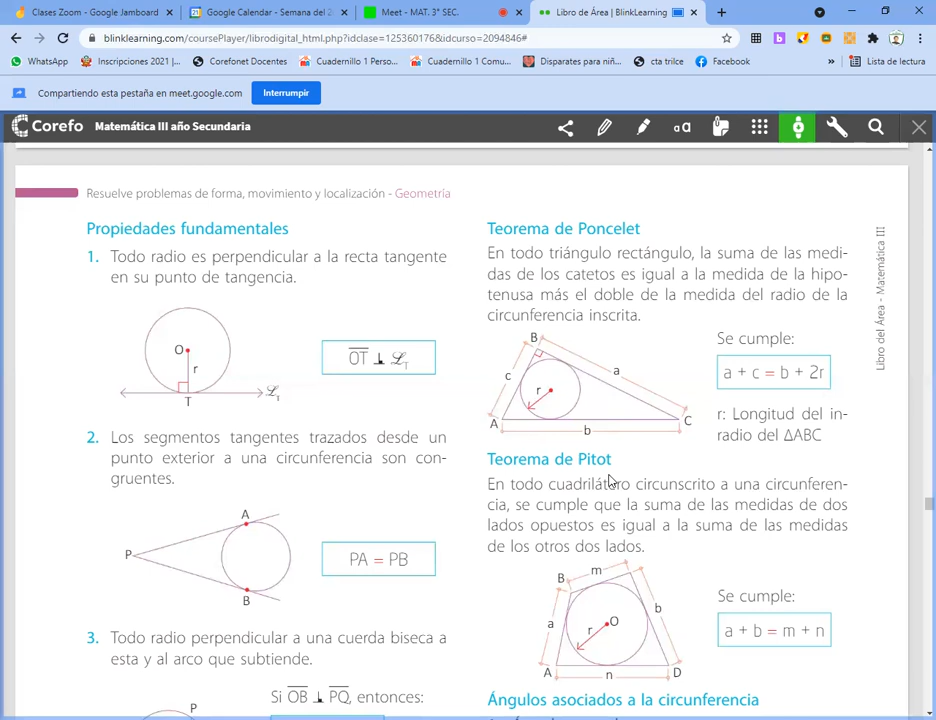 Clases Zoom - Google Jamboard
Google Calendar - Semana del 2
Meet - MAT. 3° SEC.
Libro de Área | BlinkLearning
blinklearning.com/coursePlayer/librodigital_html.php?idclase=125360176&idcurso=2094846#
WhatsApp
Inscripciones 2021 |...
Corefonet Docentes
Cuadernillo 1 Perso...
Cuadernillo 1 Comu...
Disparates para niñ...
cta trilce
Facebook
»
Lista de lectura
Compartiendo esta pestaña en meet.google.com
Interrumpir
Corefo
Matemática III año Secundaria
aA
Resuelve problemas de forma, movimiento y localización - Geometría
Propiedades fundamentales
1. Todo radio es perpendicular a la recta tangente
en su punto de tangencia.
O
r
T
ℒT
OT ⊥ ℒT
2. Los segmentos tangentes trazados desde un
punto exterior a una circunferencia son con-
gruentes.
A
P
B
PA = PB
3. Todo radio perpendicular a una cuerda biseca a
esta y al arco que subtiende.
P
Si OB ⊥ PQ, entonces:
Teorema de Poncelet
En todo triángulo rectángulo, la suma de las medi-
das de los catetos es igual a la medida de la hipo-
tenusa más el doble de la medida del radio de la
circunferencia inscrita.
B
c
a
r
A
C
b
Se cumple:
a + c = b + 2r
r: Longitud del in-
radio del ΔABC
Teorema de Pitot
En todo cuadrilátero circunscrito a una circunferen-
cia, se cumple que la suma de las medidas de dos
lados opuestos es igual a la suma de las medidas
de los otros dos lados.
m
B
a
b
r
O
A
D
n
Se cumple:
a + b = m + n
Ángulos asociados a la circunferencia
Libro del Área - Matemática III